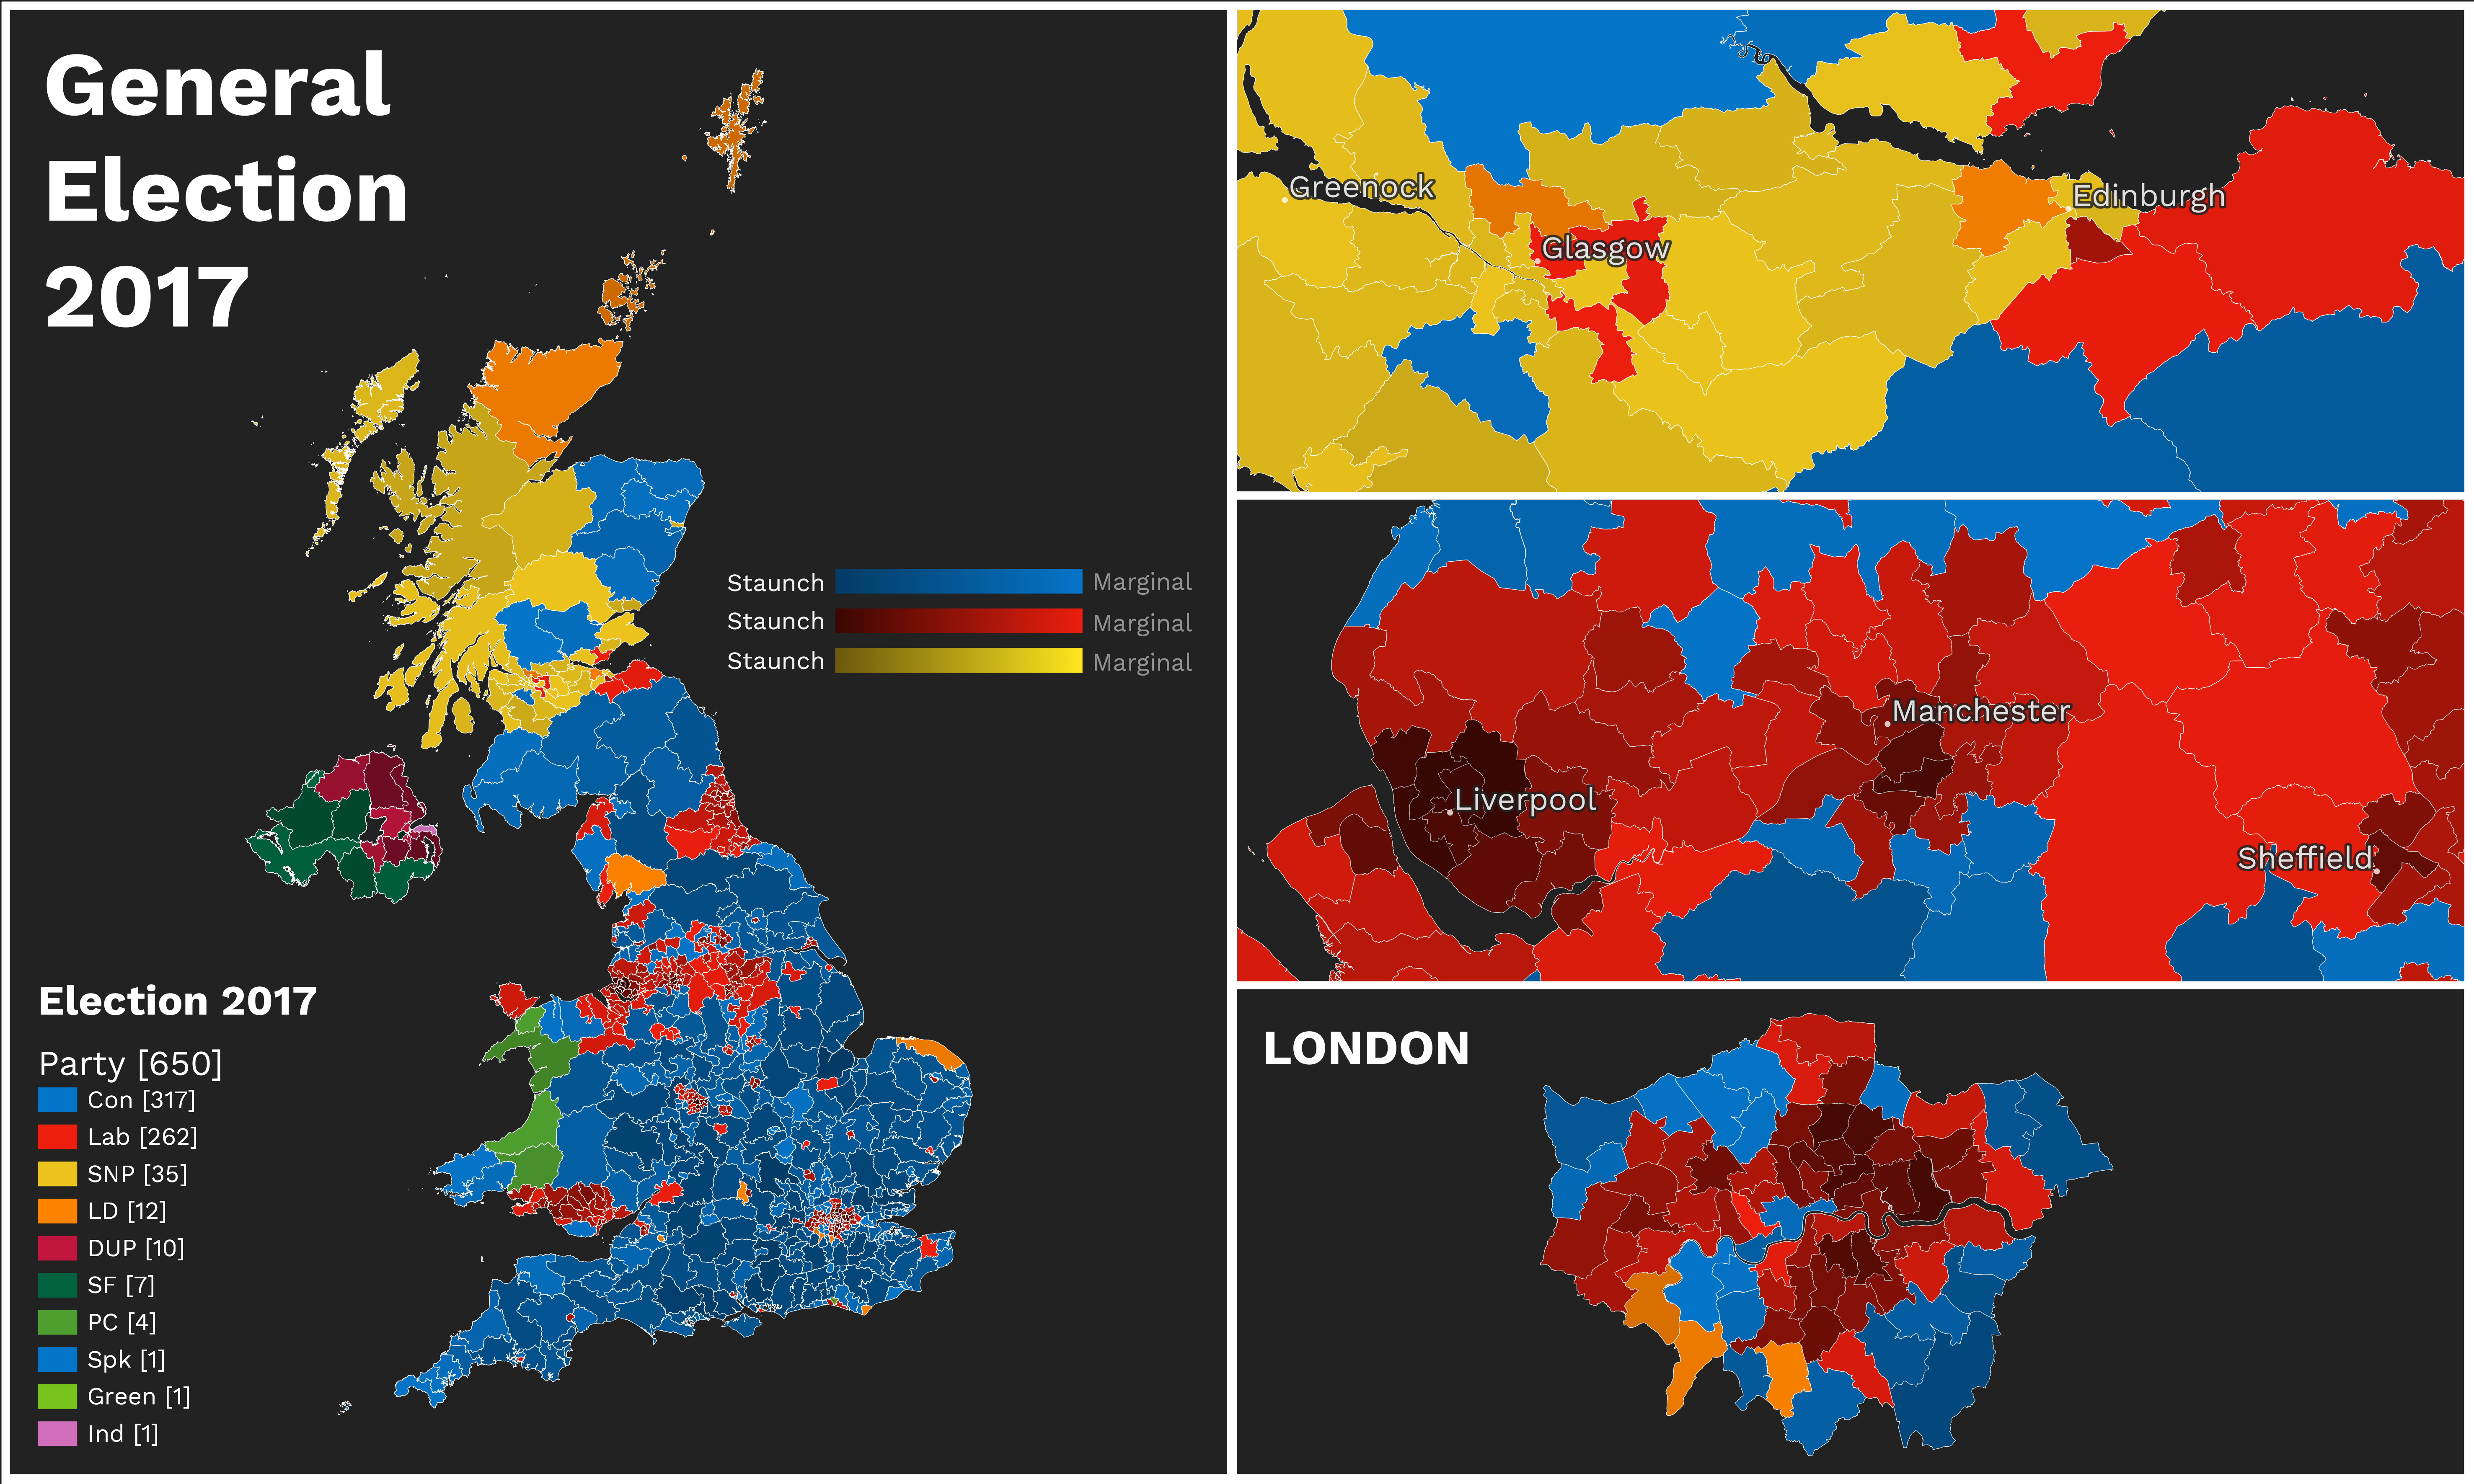 General
Election
2017
Staunch Marginal
Staunch Marginal
Staunch Marginal
Election 2017
Party [650]
Con [317]
Lab [262]
SNP [35]
LD [12]
DUP [10]
SF [7]
PC [4]
Spk [1]
Green [1]
Ind [1]
Greenock
Edinburgh
Glasgow
Manchester
Liverpool
Sheffield
LONDON